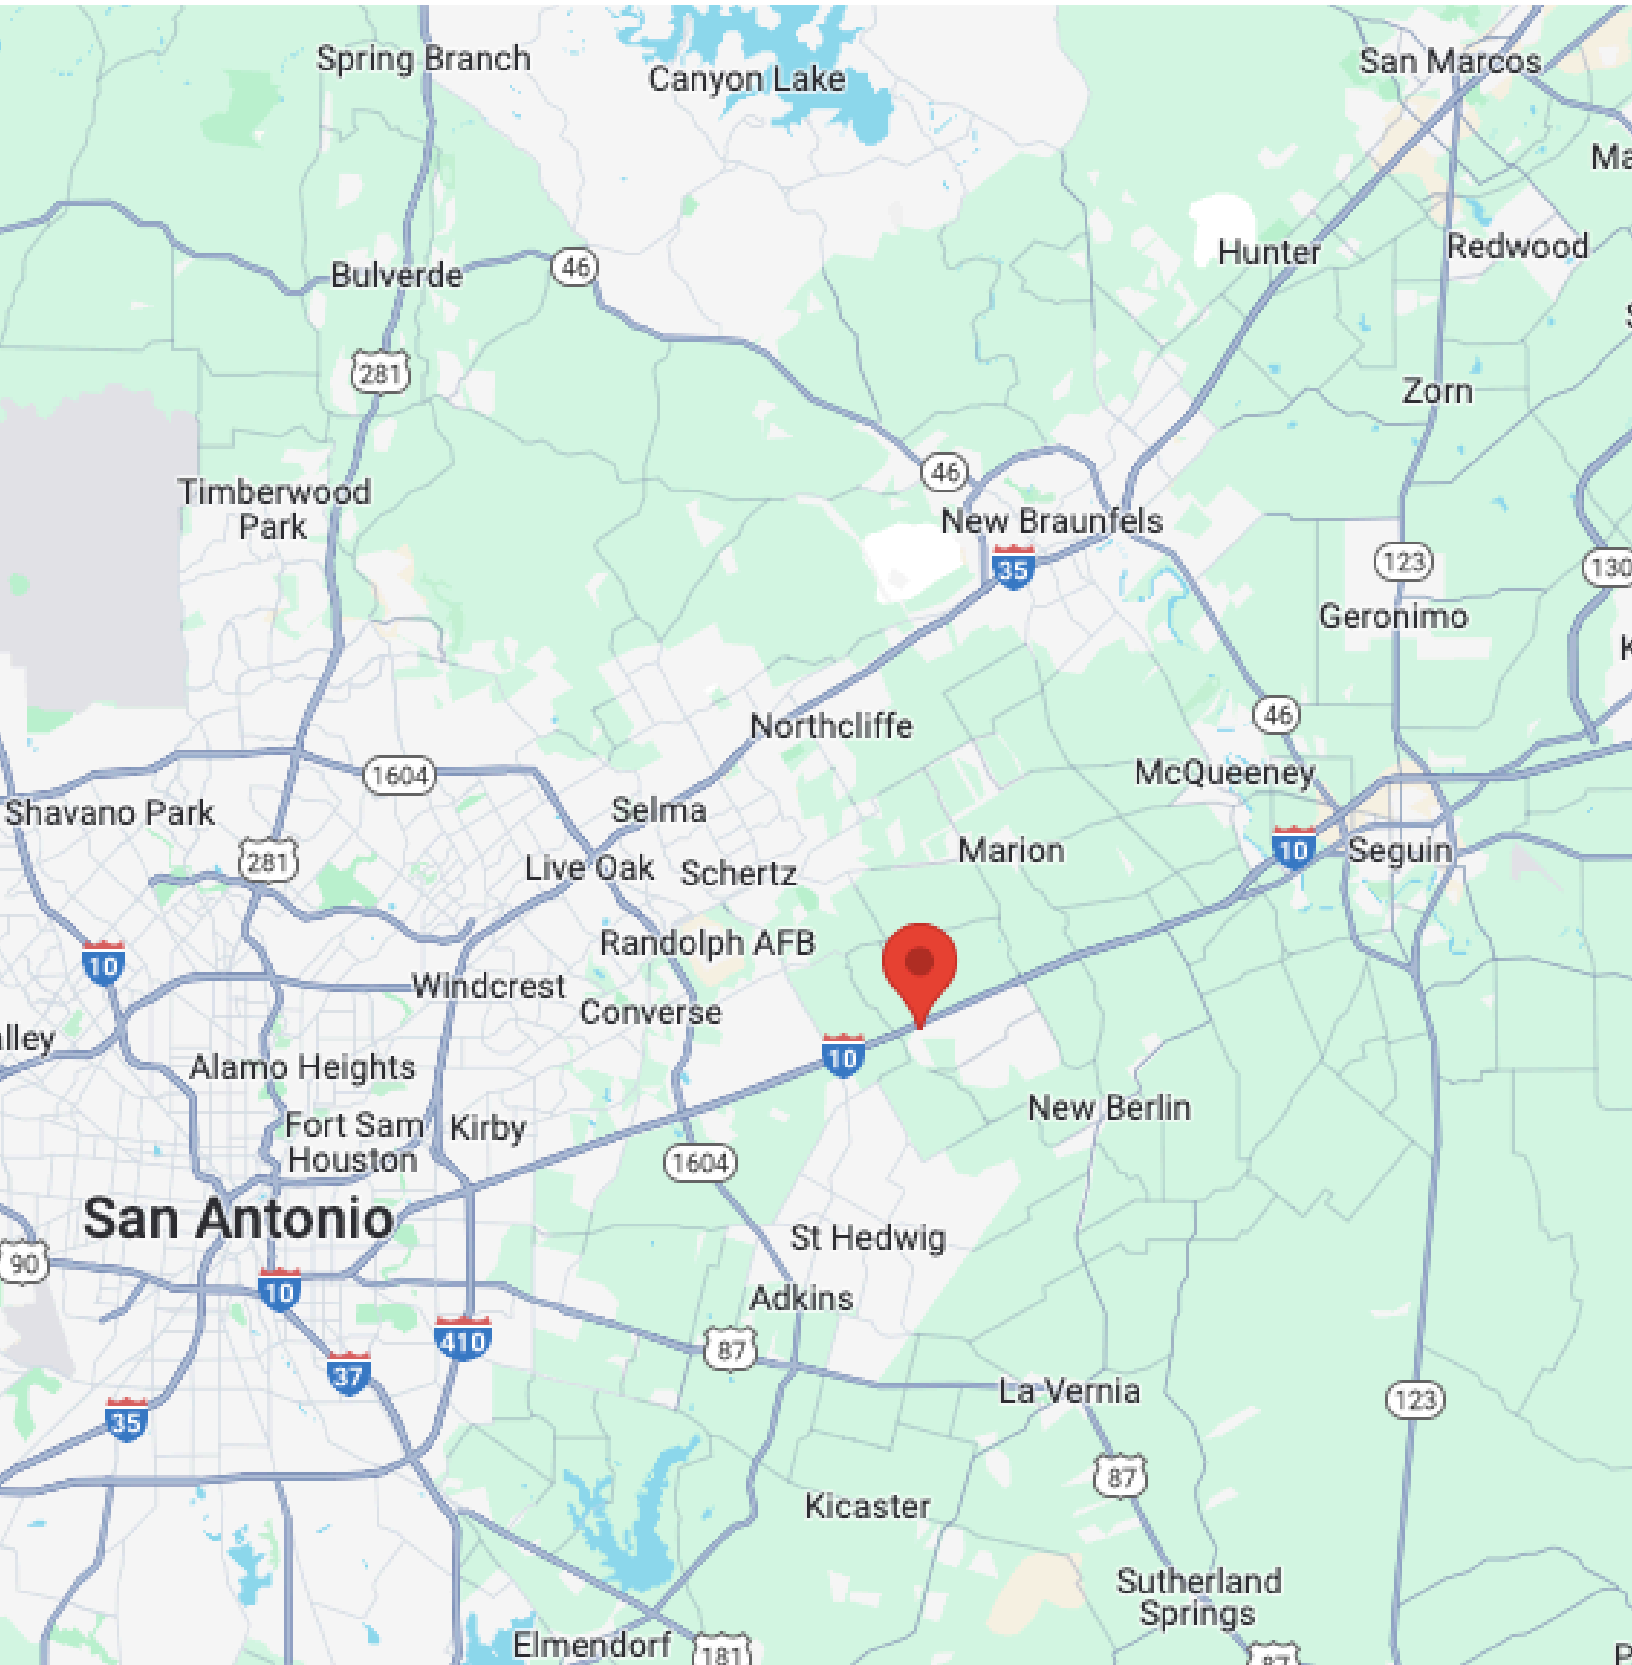 Spring Branch
Canyon Lake
San Marcos
Hunter
Redwood
Bulverde
46
281
Zorn
Timberwood
Park
46
New Braunfels
35
123
130
Geronimo
Northcliffe
46
McQueeney
1604
Shavano Park
Selma
281
Live Oak
Schertz
Marion
10
Seguin
Randolph AFB
10
Windcrest
Converse
alley
10
Alamo Heights
New Berlin
Fort Sam
Houston
Kirby
1604
San Antonio
St Hedwig
90
10
Adkins
410
87
37
La Vernia
35
123
87
Kicaster
Sutherland
Springs
Elmendorf
181
87